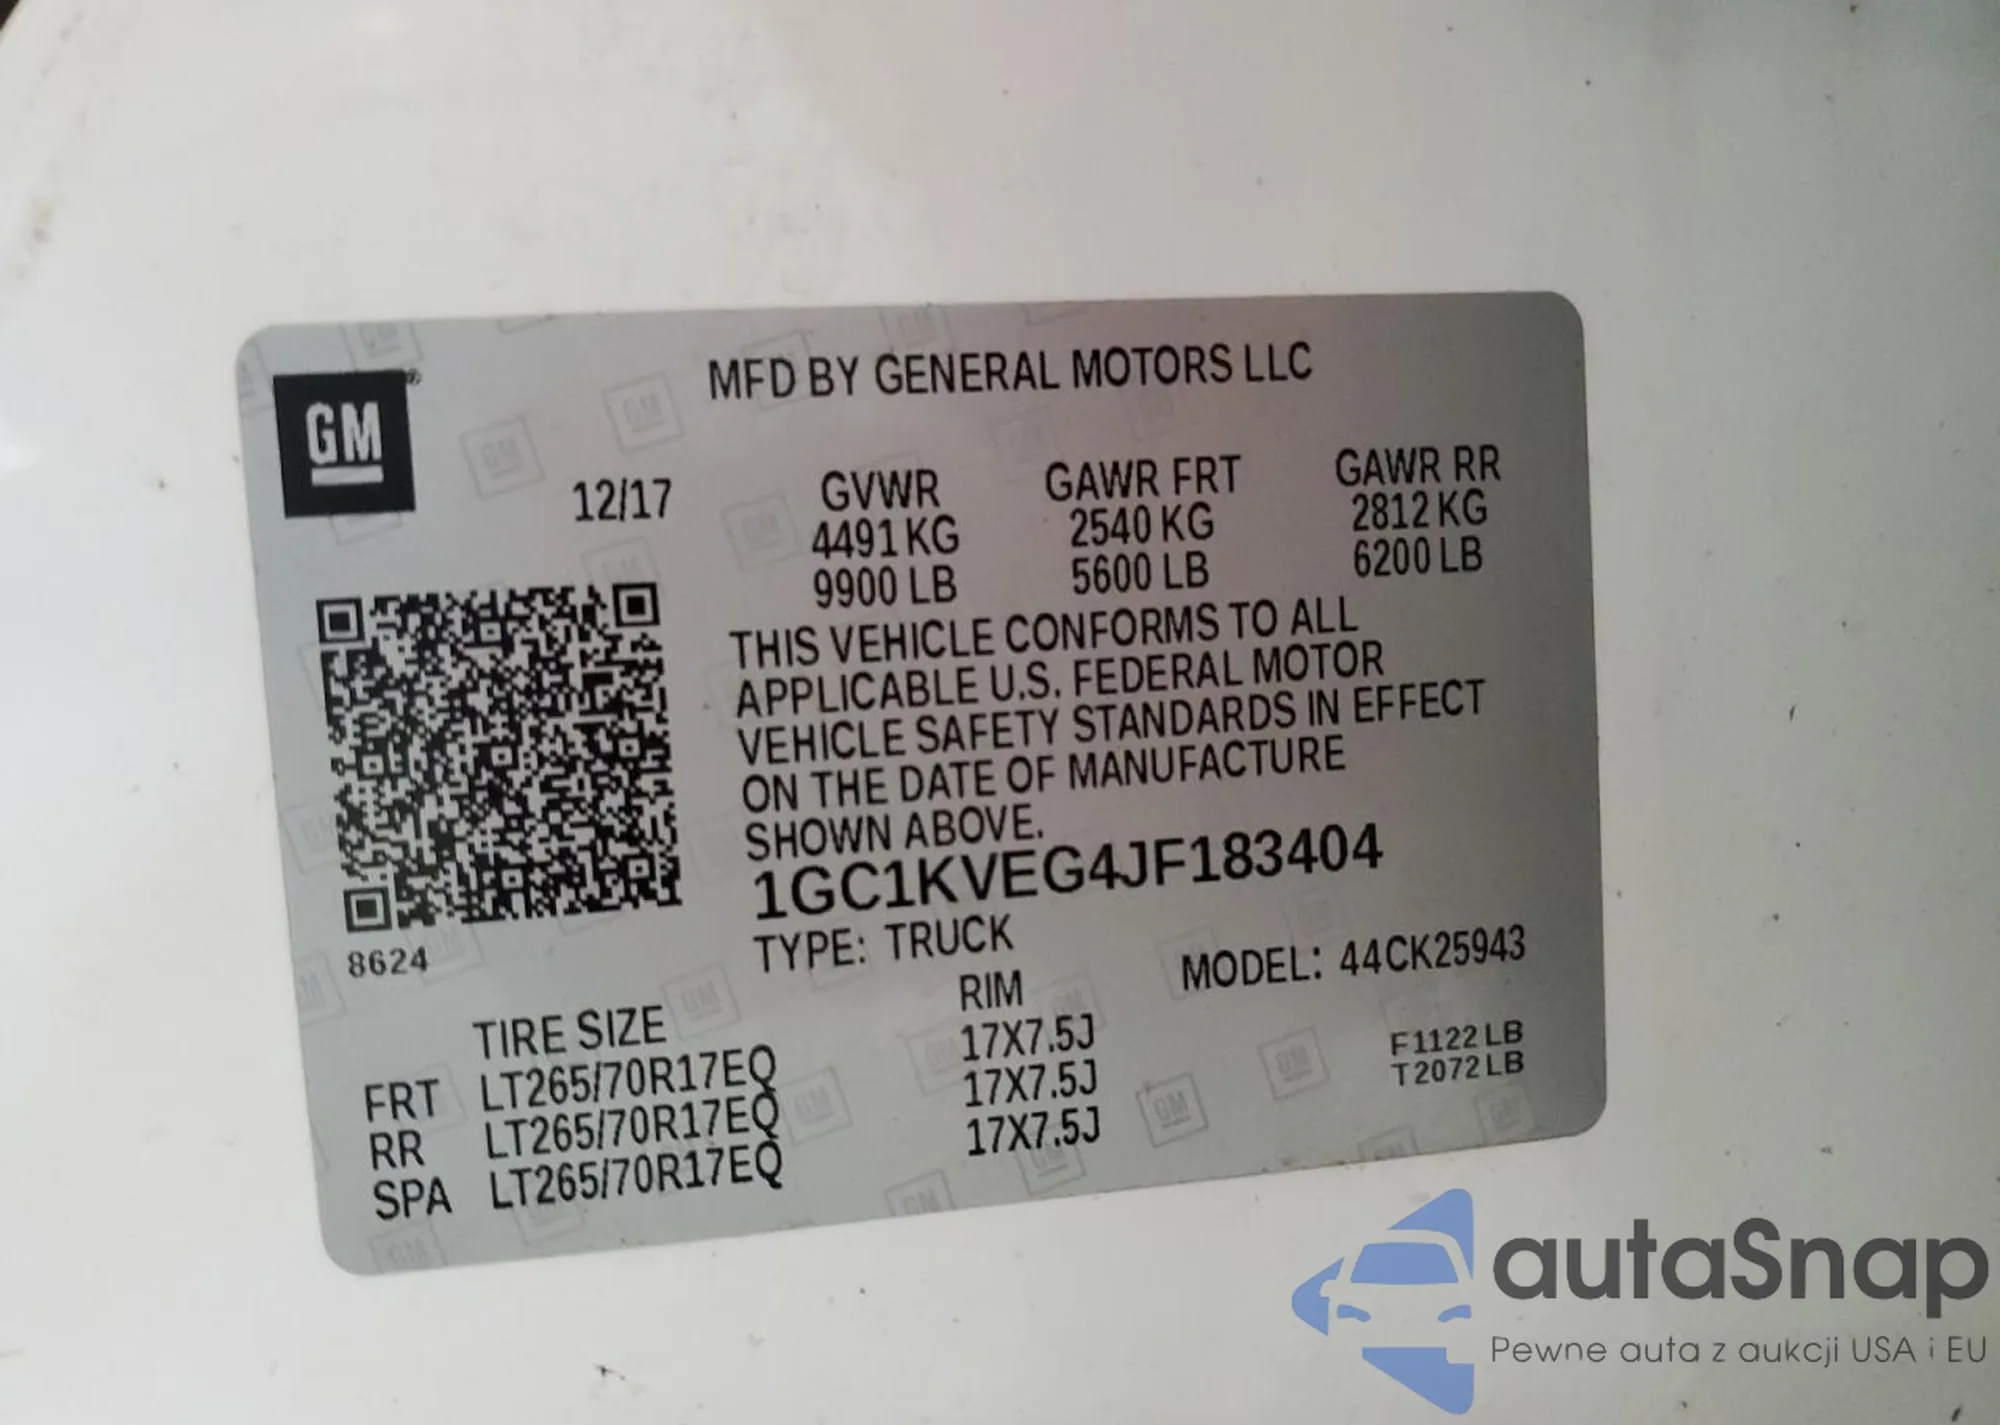 MFD BY GENERAL MOTORS LLC
GM
12/17 GVWR GAWR FRT GAWR RR
4491 KG 2540 KG 2812 KG
9900 LB 5600 LB 6200 LB
THIS VEHICLE CONFORMS TO ALL
APPLICABLE U.S. FEDERAL MOTOR
VEHICLE SAFETY STANDARDS IN EFFECT
ON THE DATE OF MANUFACTURE
SHOWN ABOVE.
1GC1KVEG4JF183404
8624
TYPE: TRUCK MODEL: 44CK25943
TIRE SIZE RIM
FRT LT265/70R17EQ 17X7.5J
RR LT265/70R17EQ 17X7.5J
SPA LT265/70R17EQ 17X7.5J
F1122 LB
T2072 LB
autaSnap
Pewne auta z aukcji USA i EU